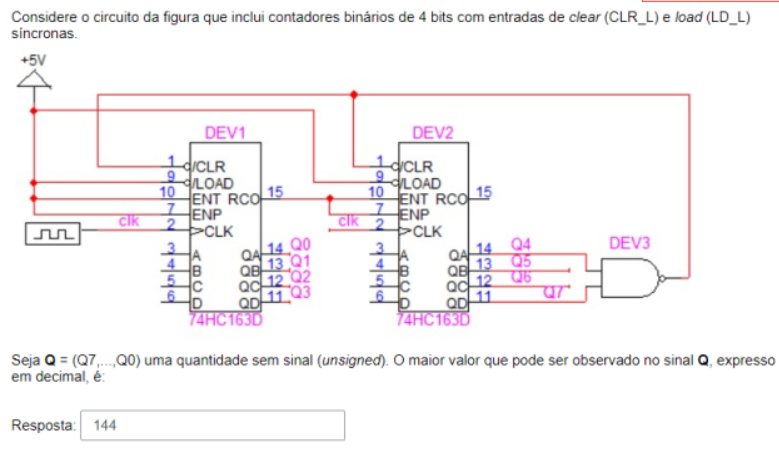 Considere o circuito da figura que inclui contadores binários de 4 bits com entradas de clear (CLR_L) e load (LD_L)
síncronas.
+5V
DEV1 DEV2
1 /CLR 1 /CLR
9 /LOAD 9 /LOAD
10 ENT RCO 15 10 ENT RCO 15
7 ENP 7 ENP
clk 2 CLK clk 2 CLK
3 A QA 14 Q0 3 A QA 14 Q4 DEV3
4 B QB 13 Q1 4 B QB 13 Q5
5 C QC 12 Q2 5 C QC 12 Q6
6 D QD 11 Q3 6 D QD 11 Q7
74HC163D 74HC163D
Seja Q = (Q7,...,Q0) uma quantidade sem sinal (unsigned). O maior valor que pode ser observado no sinal Q, expresso
em decimal, é:
Resposta: 144